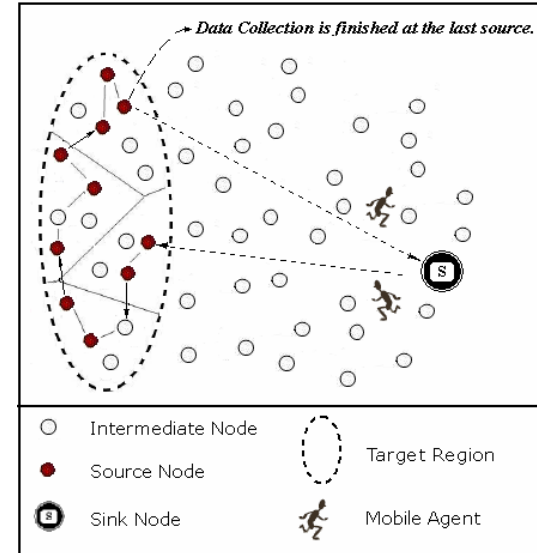 Data Collection is finished at the last source.
S
Intermediate Node
Target Region
Source Node
S
Sink Node
Mobile Agent